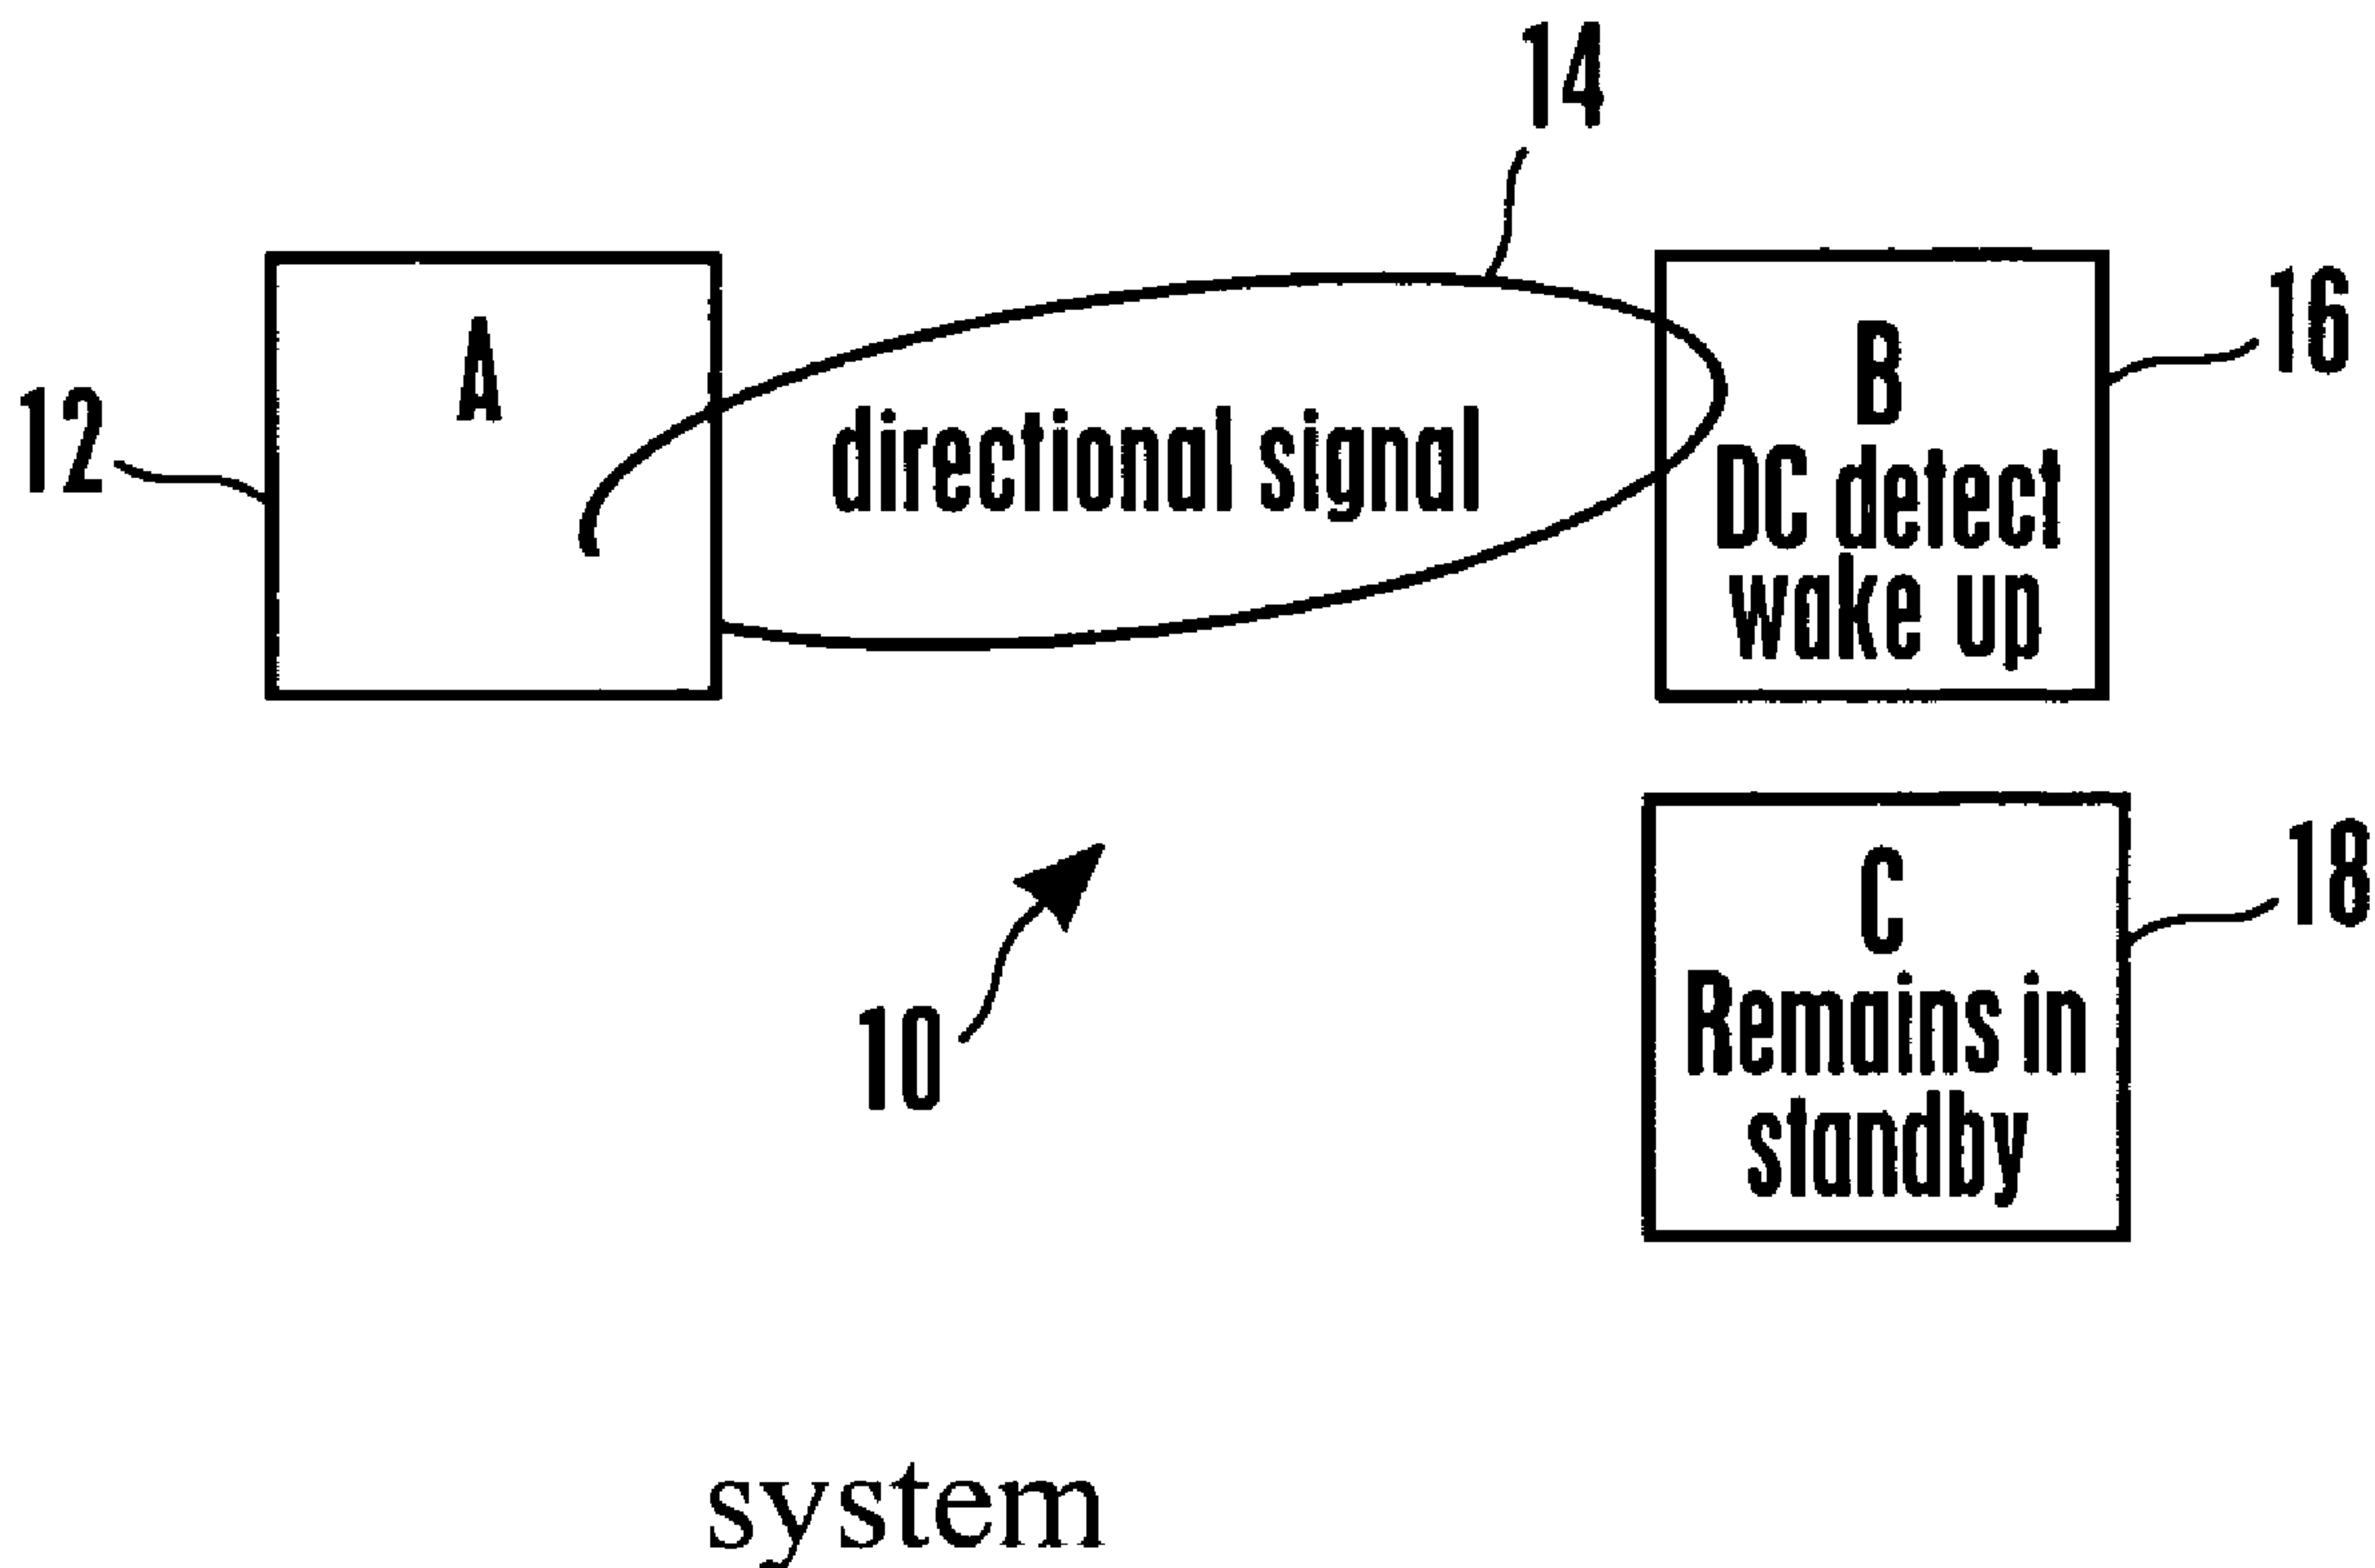 14
16
A
12
directional signal
B
DC detect
wake up
18
C
Remains in
standby
10
system